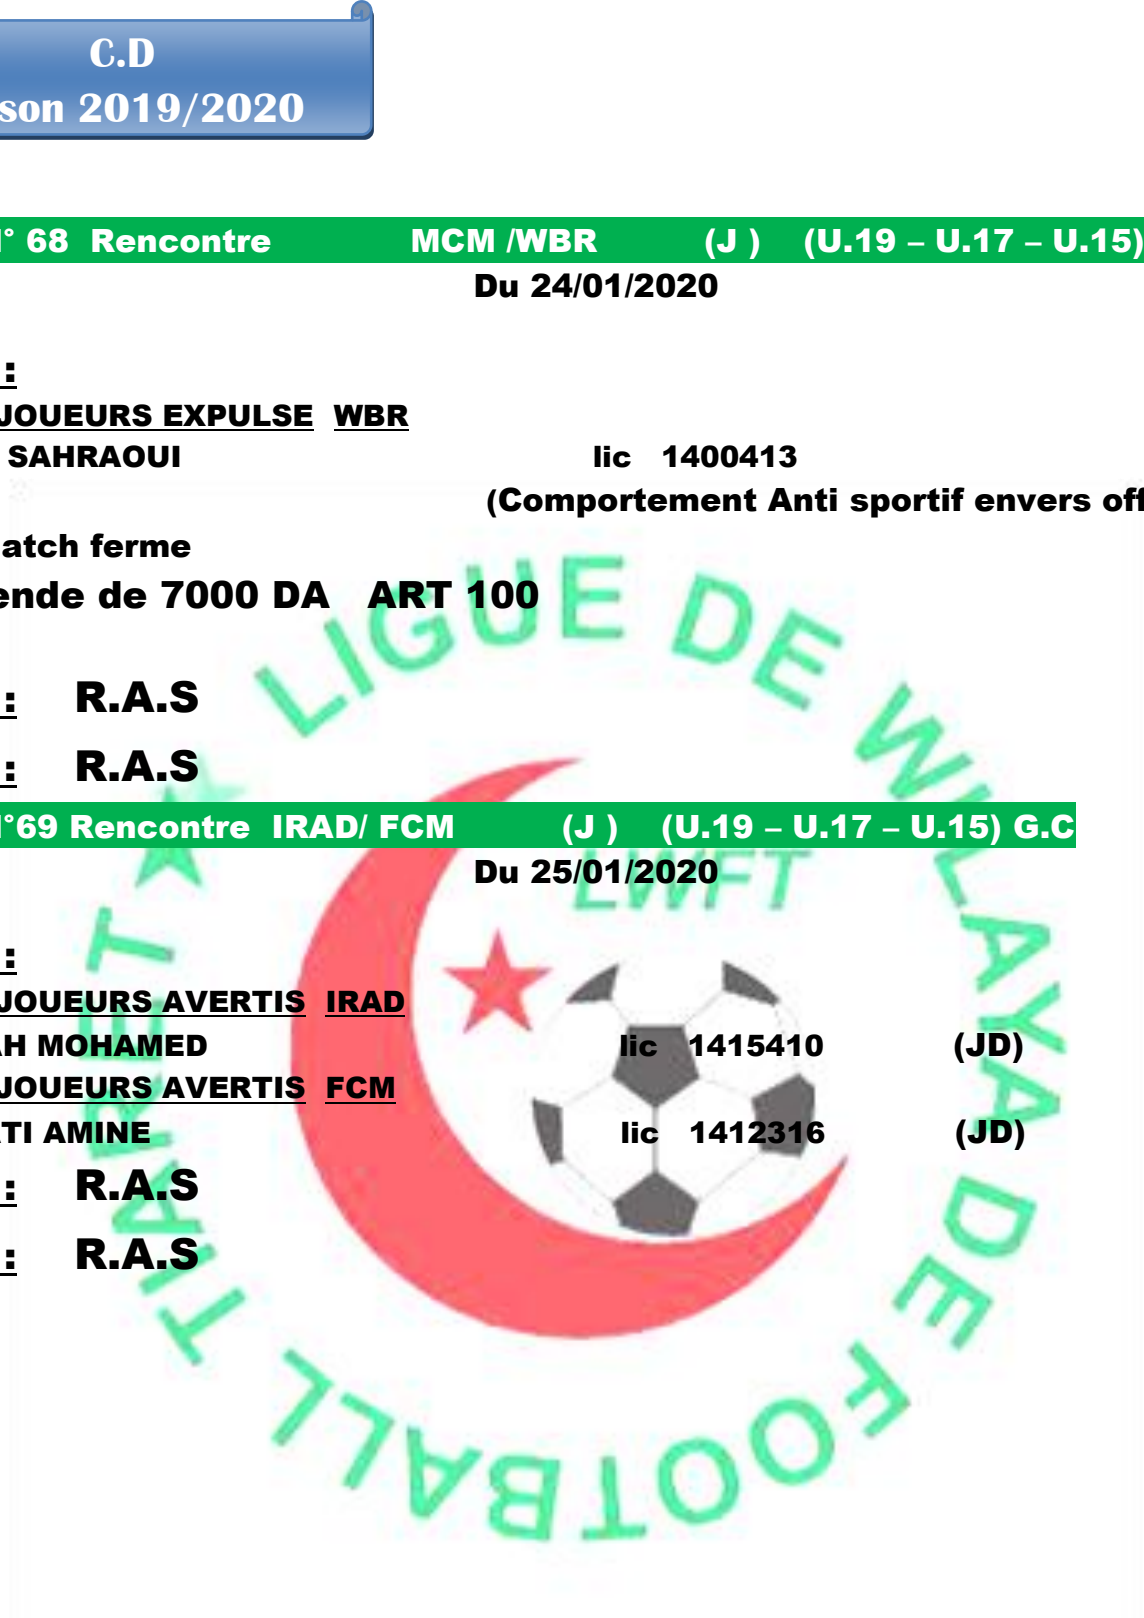 C.D
son 2019/2020
° 68 Rencontre MCM /WBR (J ) (U.19 – U.17 – U.15)
Du 24/01/2020
:
JOUEURS EXPULSE WBR
SAHRAOUI lic 1400413
(Comportement Anti sportif envers off
atch ferme
ende de 7000 DA ART 100
: R.A.S
: R.A.S
°69 Rencontre IRAD/ FCM (J ) (U.19 – U.17 – U.15) G.C
Du 25/01/2020
:
JOUEURS AVERTIS IRAD
AH MOHAMED lic 1415410 (JD)
JOUEURS AVERTIS FCM
ATI AMINE lic 1412316 (JD)
: R.A.S
: R.A.S
LIGUE DE WILAYA DE FOOTBALL TIARET
LWFT